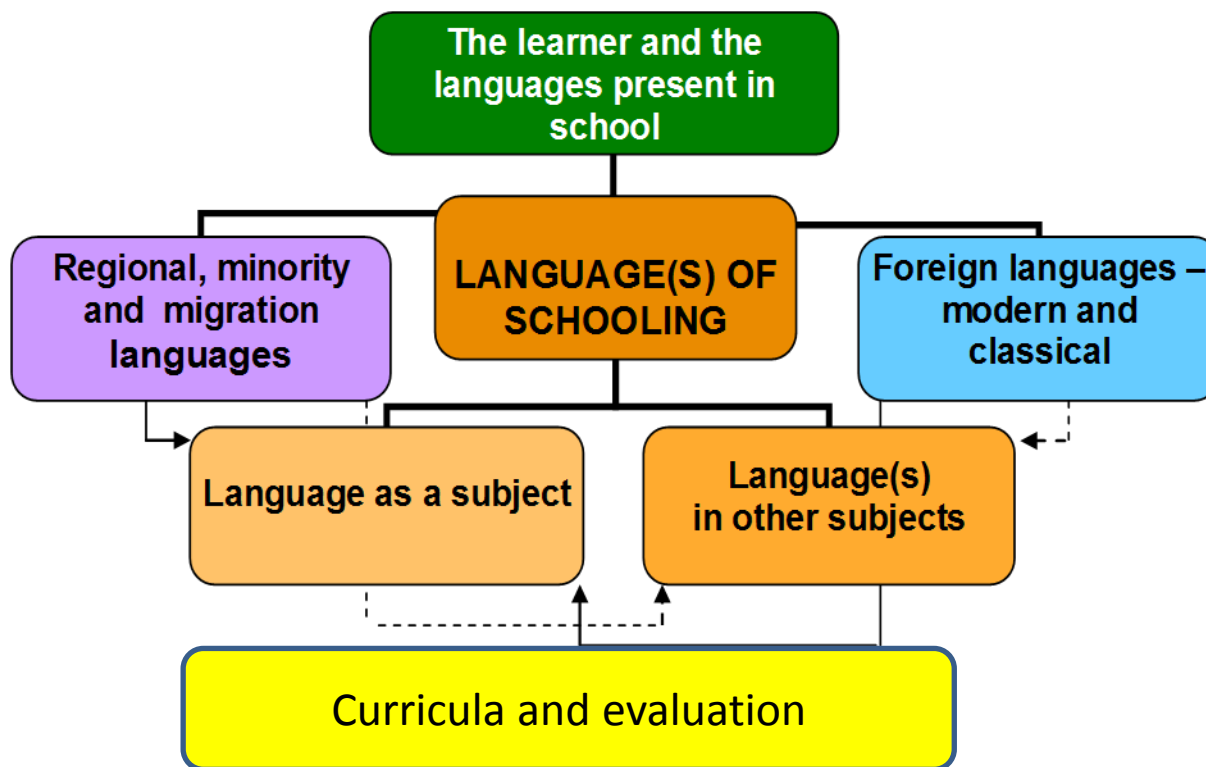 The learner and the
languages present in
school
Regional, minority
and migration
languages
LANGUAGE(S) OF
SCHOOLING
Foreign languages –
modern and
classical
Language as a subject
Language(s)
in other subjects
Curricula and evaluation